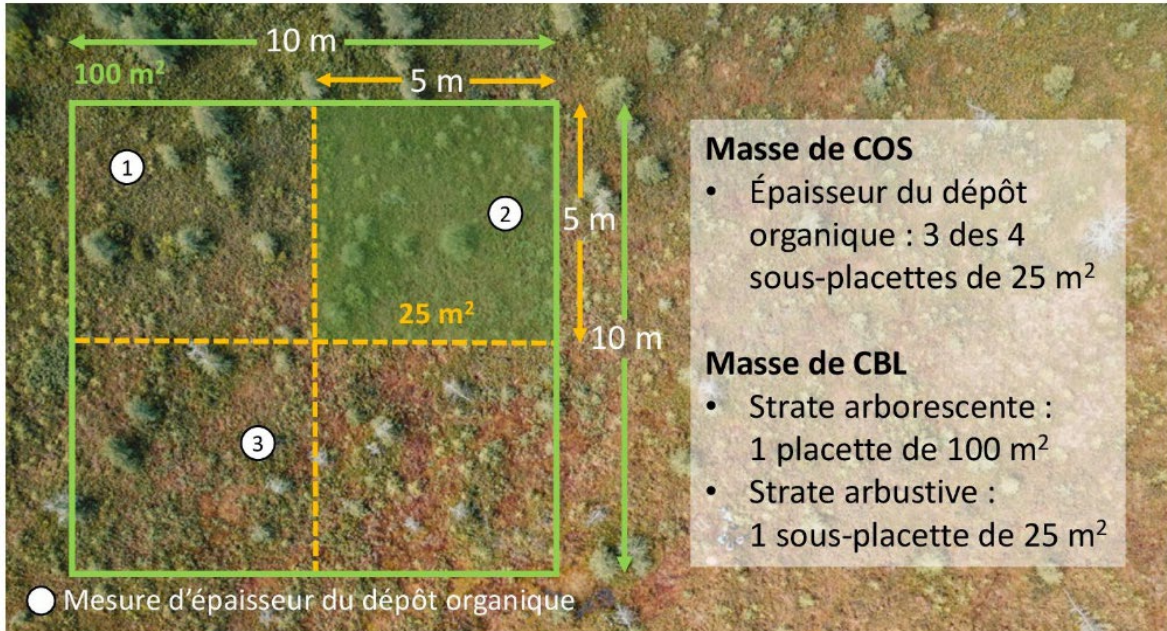 10 m
100 m²
5 m
1
2
5 m
25 m²
10 m
3
Mesure d'épaisseur du dépôt organique
Masse de COS
• Épaisseur du dépôt
organique : 3 des 4
sous-placettes de 25 m²
Masse de CBL
• Strate arborescente :
1 placette de 100 m²
• Strate arbustive :
1 sous-placette de 25 m²